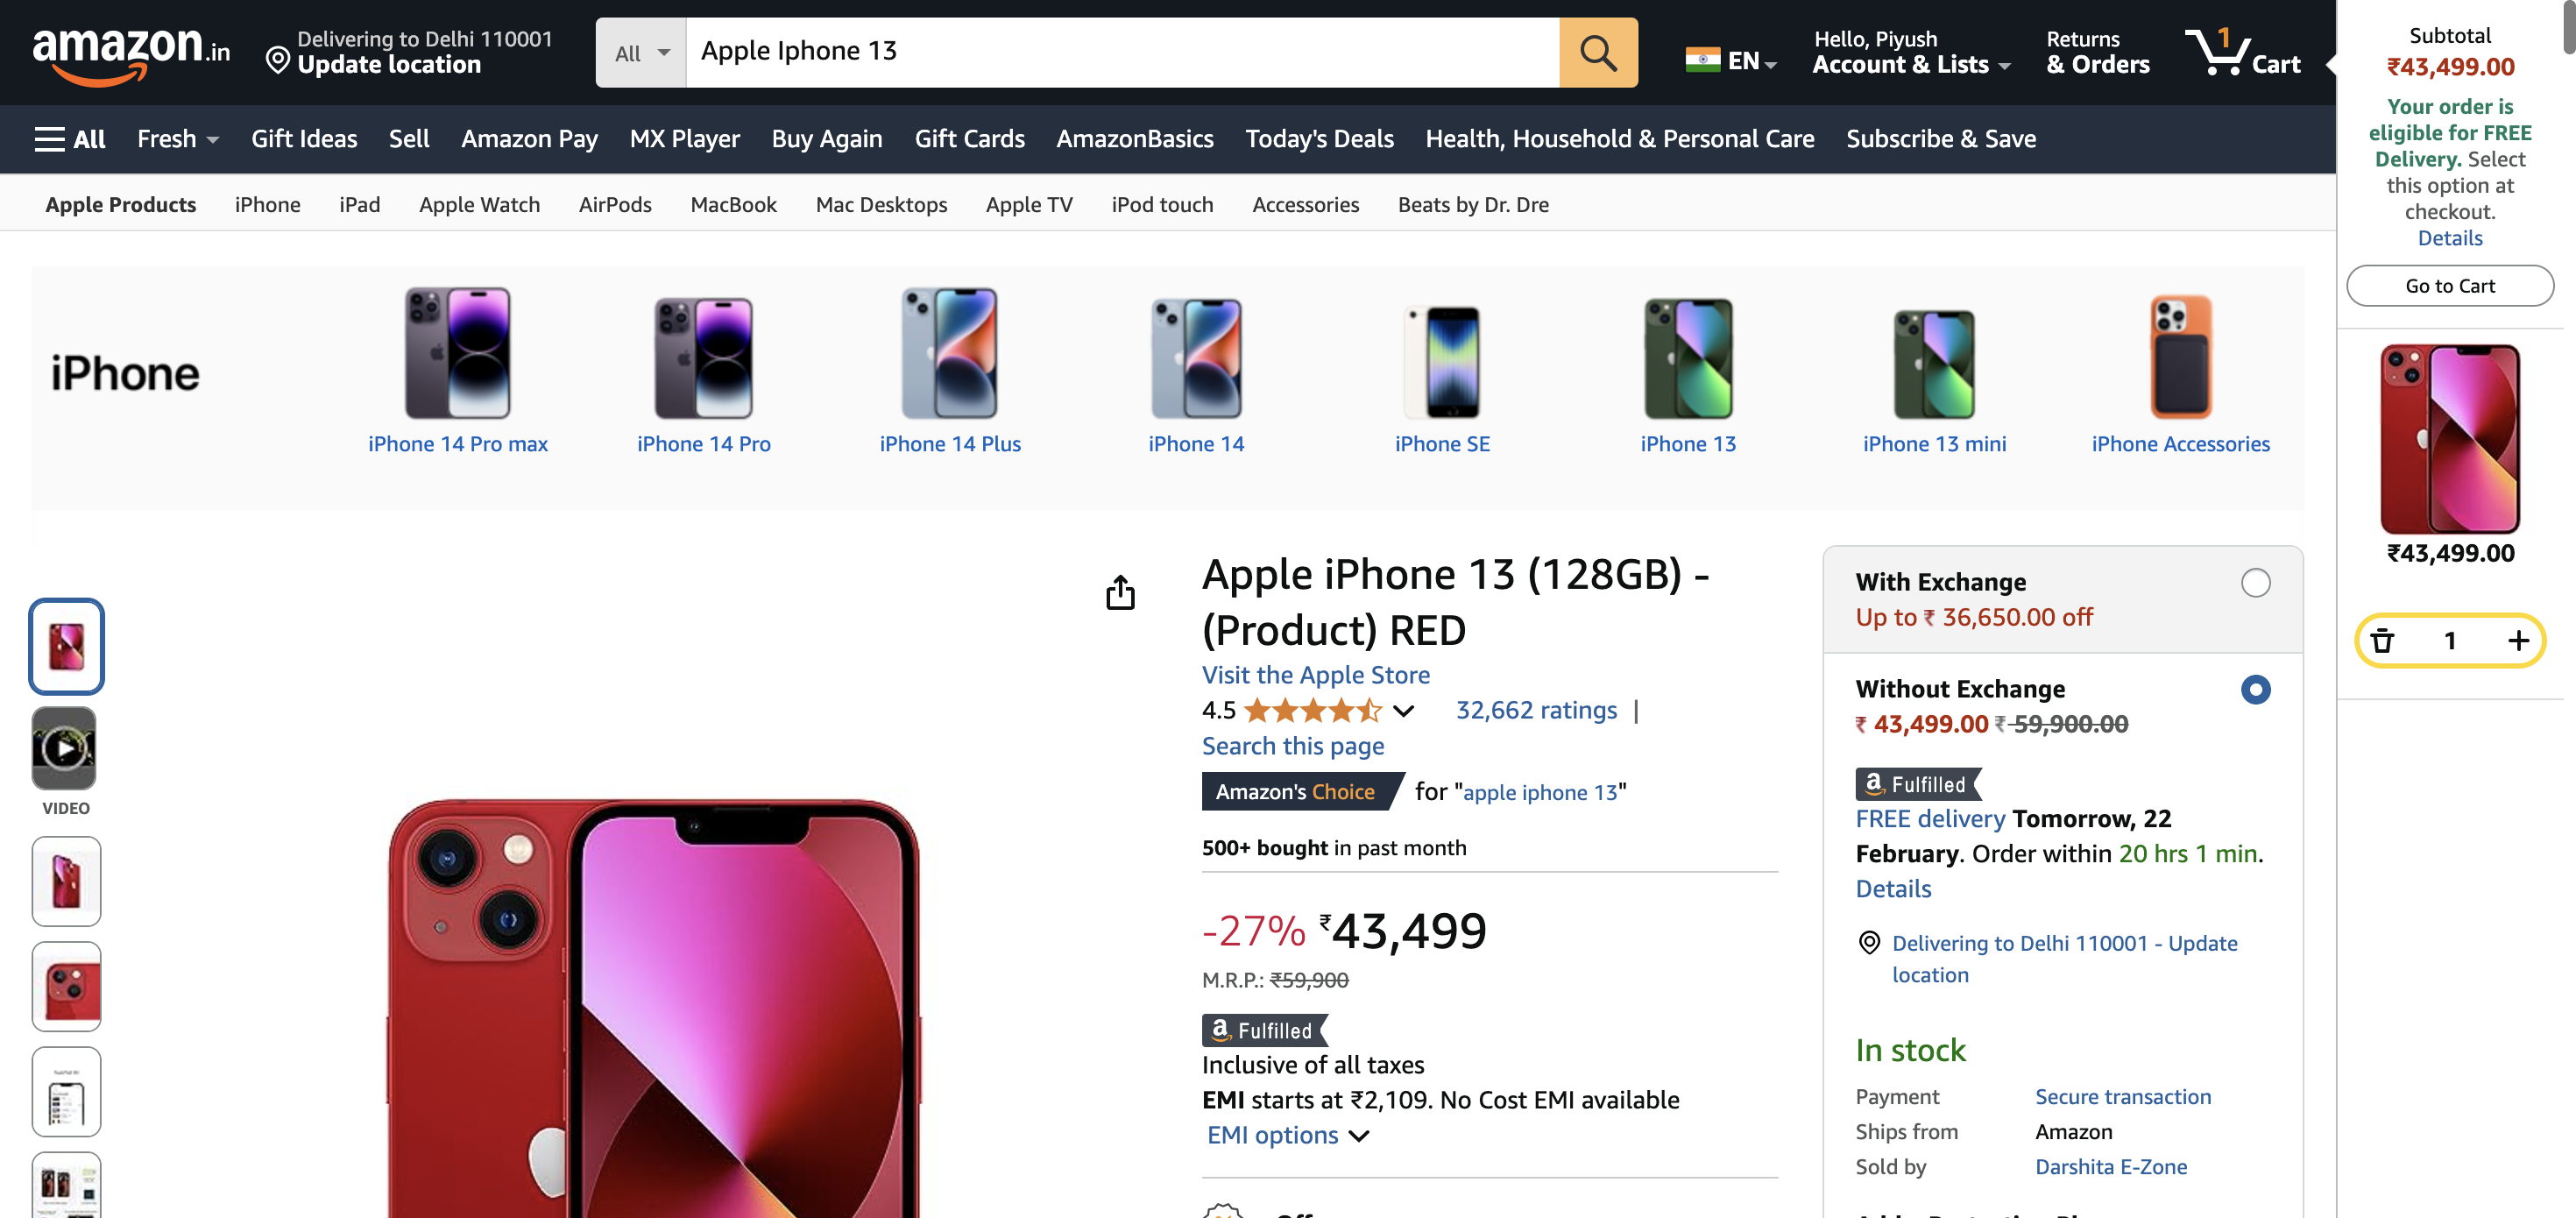 amazon.in
Delivering to Delhi 110001
Update location
All
Apple Iphone 13
EN
Hello, Piyush
Account & Lists
Returns
& Orders
1
Cart
All
Fresh
Gift Ideas
Sell
Amazon Pay
MX Player
Buy Again
Gift Cards
AmazonBasics
Today's Deals
Health, Household & Personal Care
Subscribe & Save
Apple Products
iPhone
iPad
Apple Watch
AirPods
MacBook
Mac Desktops
Apple TV
iPod touch
Accessories
Beats by Dr. Dre
iPhone
iPhone 14 Pro max
iPhone 14 Pro
iPhone 14 Plus
iPhone 14
iPhone SE
iPhone 13
iPhone 13 mini
iPhone Accessories
VIDEO
Apple iPhone 13 (128GB) -
(Product) RED
Visit the Apple Store
4.5
32,662 ratings |
Search this page
Amazon's Choice for "apple iphone 13"
500+ bought in past month
-27% ₹43,499
M.R.P.: ₹59,900
a Fulfilled
Inclusive of all taxes
EMI starts at ₹2,109. No Cost EMI available
EMI options
With Exchange
Up to ₹ 36,650.00 off
Without Exchange
₹ 43,499.00 ₹ 59,900.00
a Fulfilled
FREE delivery Tomorrow, 22
February. Order within 20 hrs 1 min.
Details
Delivering to Delhi 110001 - Update
location
In stock
Payment Secure transaction
Ships from Amazon
Sold by Darshita E-Zone
Subtotal
₹43,499.00
Your order is
eligible for FREE
Delivery. Select
this option at
checkout.
Details
Go to Cart
₹43,499.00
1